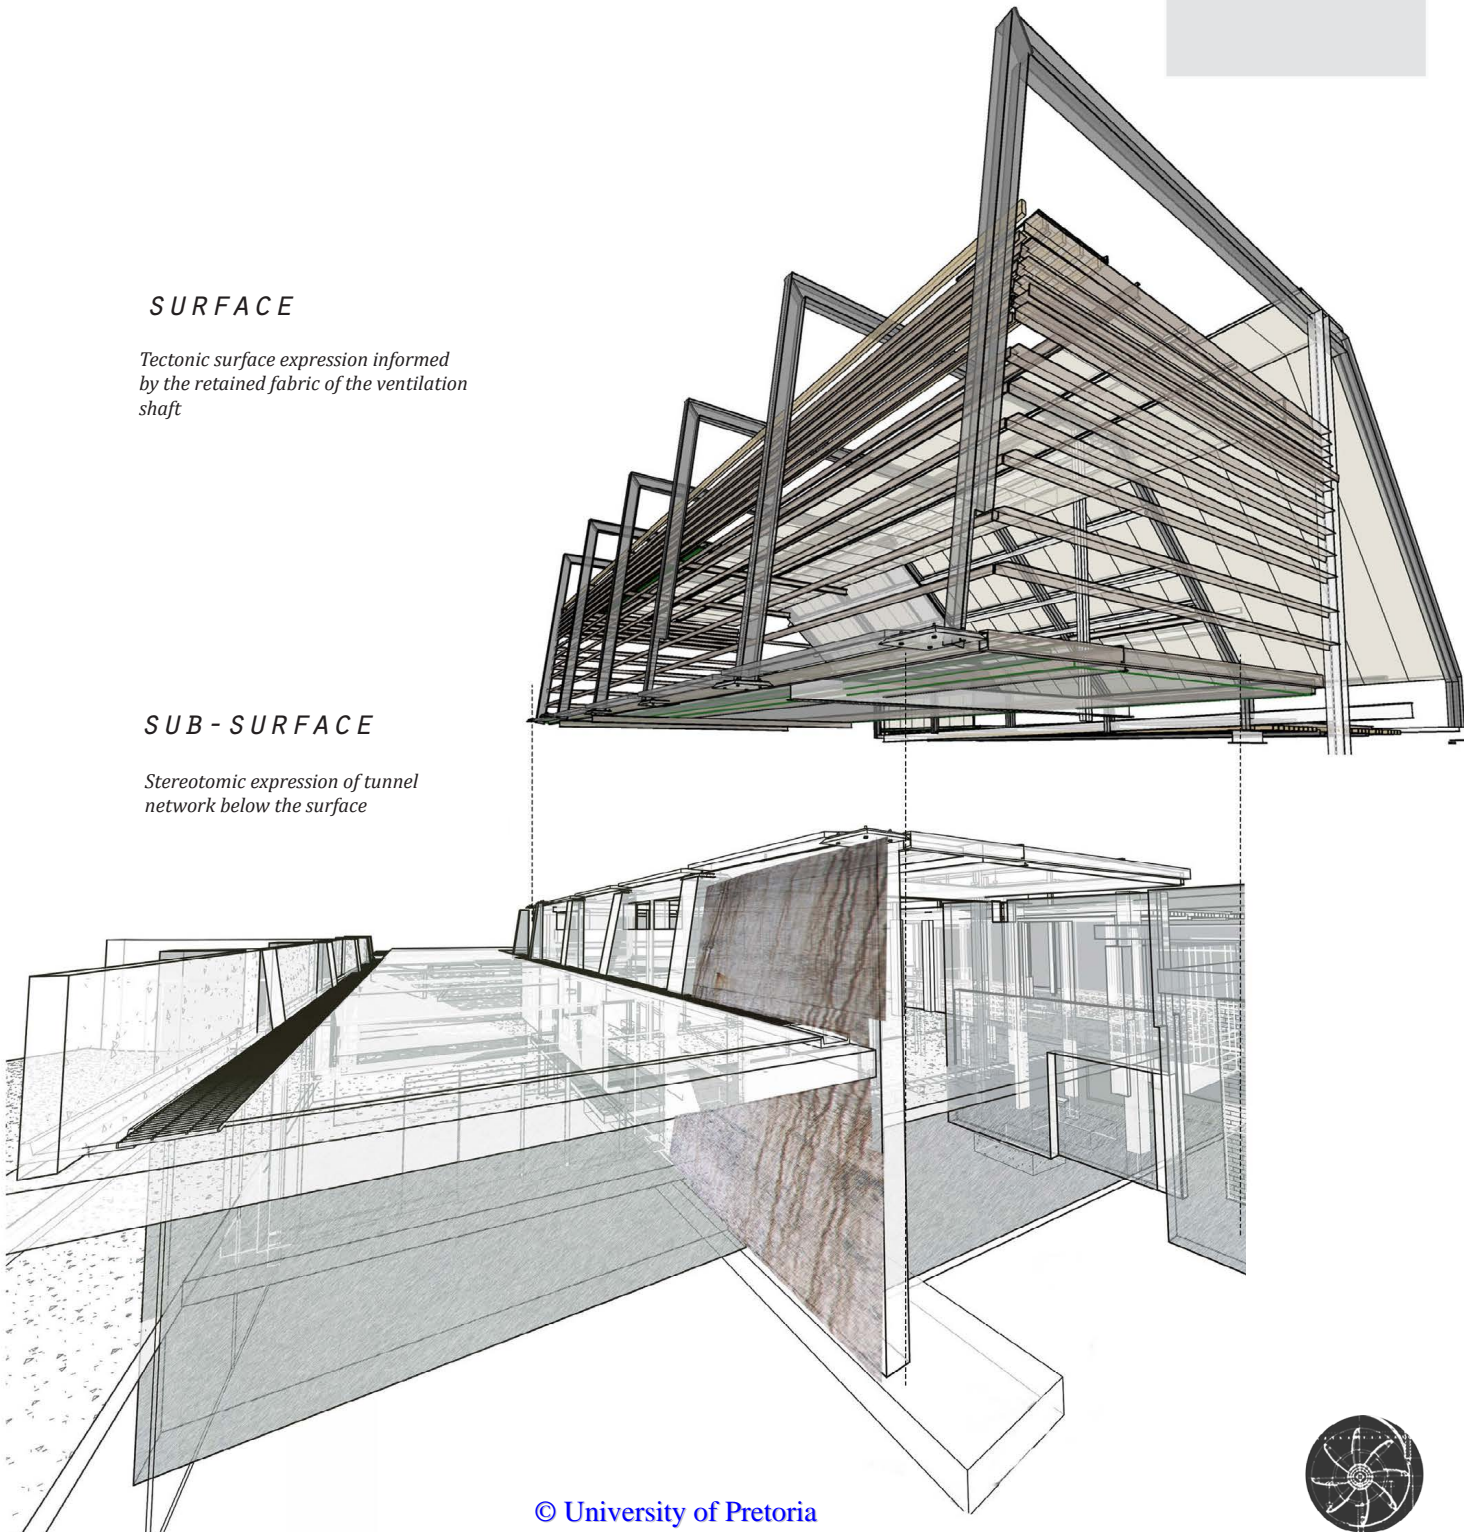 SURFACE
Tectonic surface expression informed
by the retained fabric of the ventilation
shaft
SUB-SURFACE
Stereotomic expression of tunnel
network below the surface
© University of Pretoria